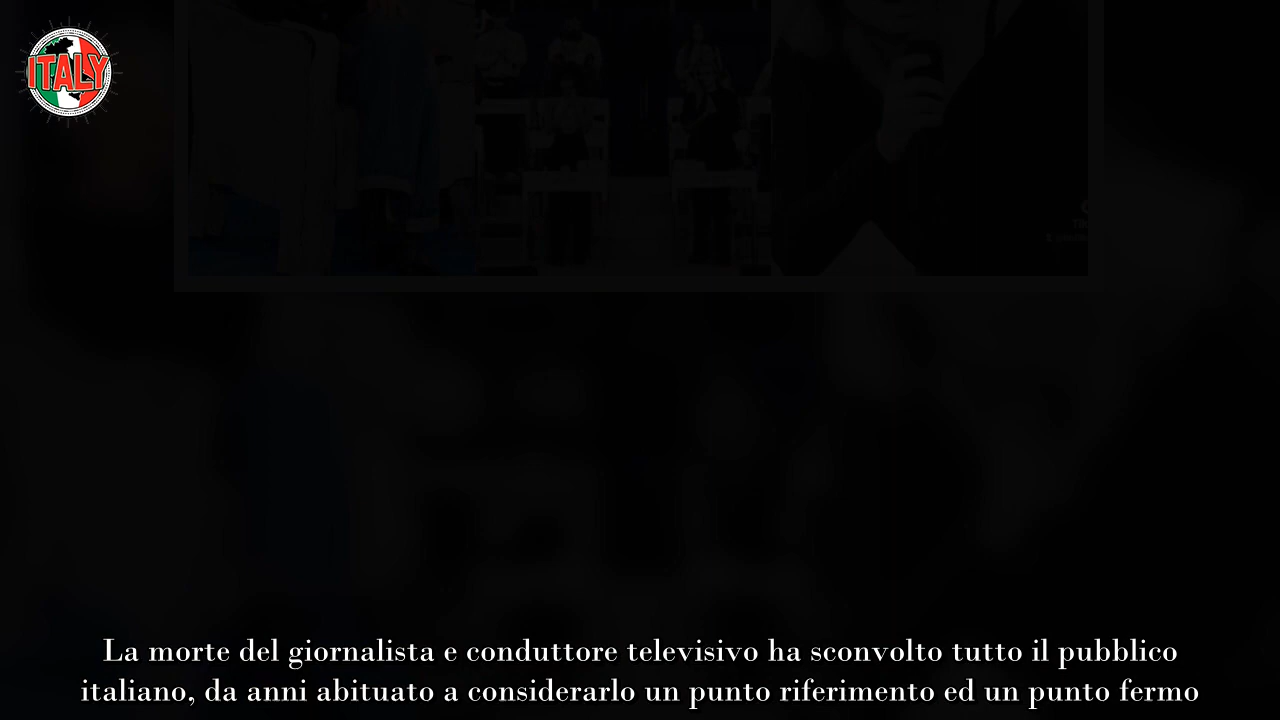 ITALY
La morte del giornalista e conduttore televisivo ha sconvolto tutto il pubblico
italiano, da anni abituato a considerarlo un punto riferimento ed un punto fermo